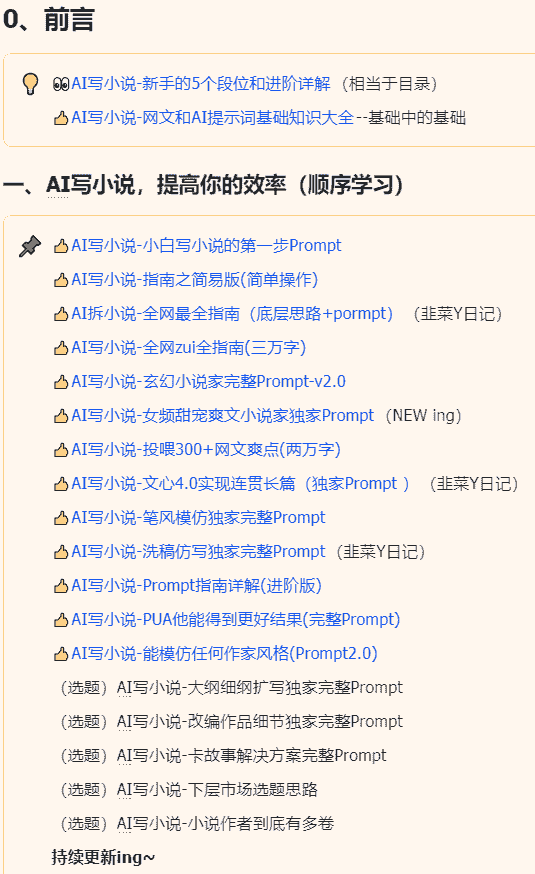 0、前言
AI写小说-新手的5个段位和进阶详解 （相当于目录）
AI写小说-网文和AI提示词基础知识大全--基础中的基础
一、AI写小说，提高你的效率（顺序学习）
AI写小说-小白写小说的第一步Prompt
AI写小说-指南之简易版(简单操作)
AI拆小说-全网最全指南（底层思路+pormpt） （韭菜Y日记）
AI写小说-全网zui全指南(三万字)
AI写小说-玄幻小说家完整Prompt-v2.0
AI写小说-女频甜宠爽文小说家独家Prompt（NEW ing）
AI写小说-投喂300+网文爽点(两万字)
AI写小说-文心4.0实现连贯长篇（独家Prompt ） （韭菜Y日记）
AI写小说-笔风模仿独家完整Prompt
AI写小说-洗稿仿写独家完整Prompt（韭菜Y日记）
AI写小说-Prompt指南详解(进阶版)
AI写小说-PUA他能得到更好结果(完整Prompt)
AI写小说-能模仿任何作家风格(Prompt2.0)
（选题）AI写小说-大纲细纲扩写独家完整Prompt
（选题）AI写小说-改编作品细节独家完整Prompt
（选题）AI写小说-卡故事解决方案完整Prompt
（选题）AI写小说-下层市场选题思路
（选题）AI写小说-小说作者到底有多卷
持续更新ing~